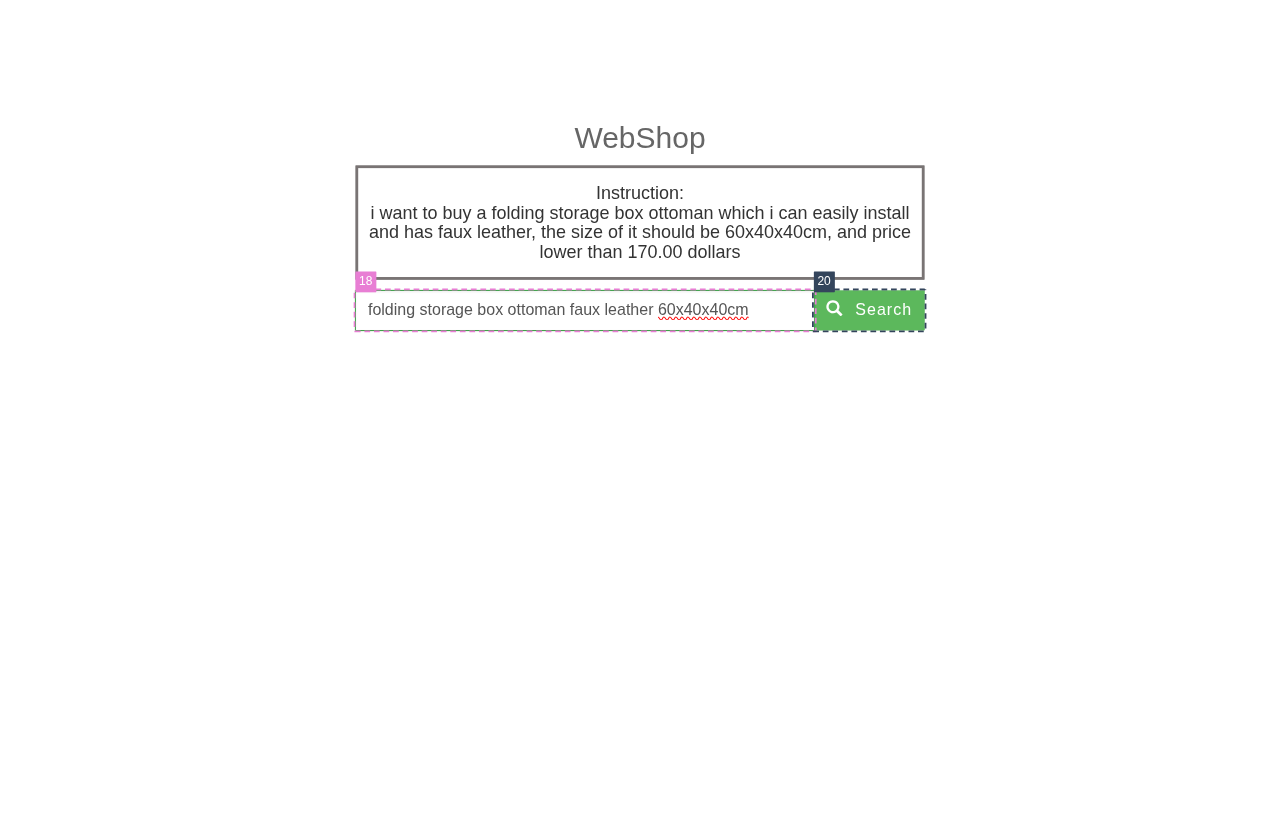 WebShop
Instruction:
i want to buy a folding storage box ottoman which i can easily install
and has faux leather, the size of it should be 60x40x40cm, and price
lower than 170.00 dollars
18
20
folding storage box ottoman faux leather 60x40x40cm
Search